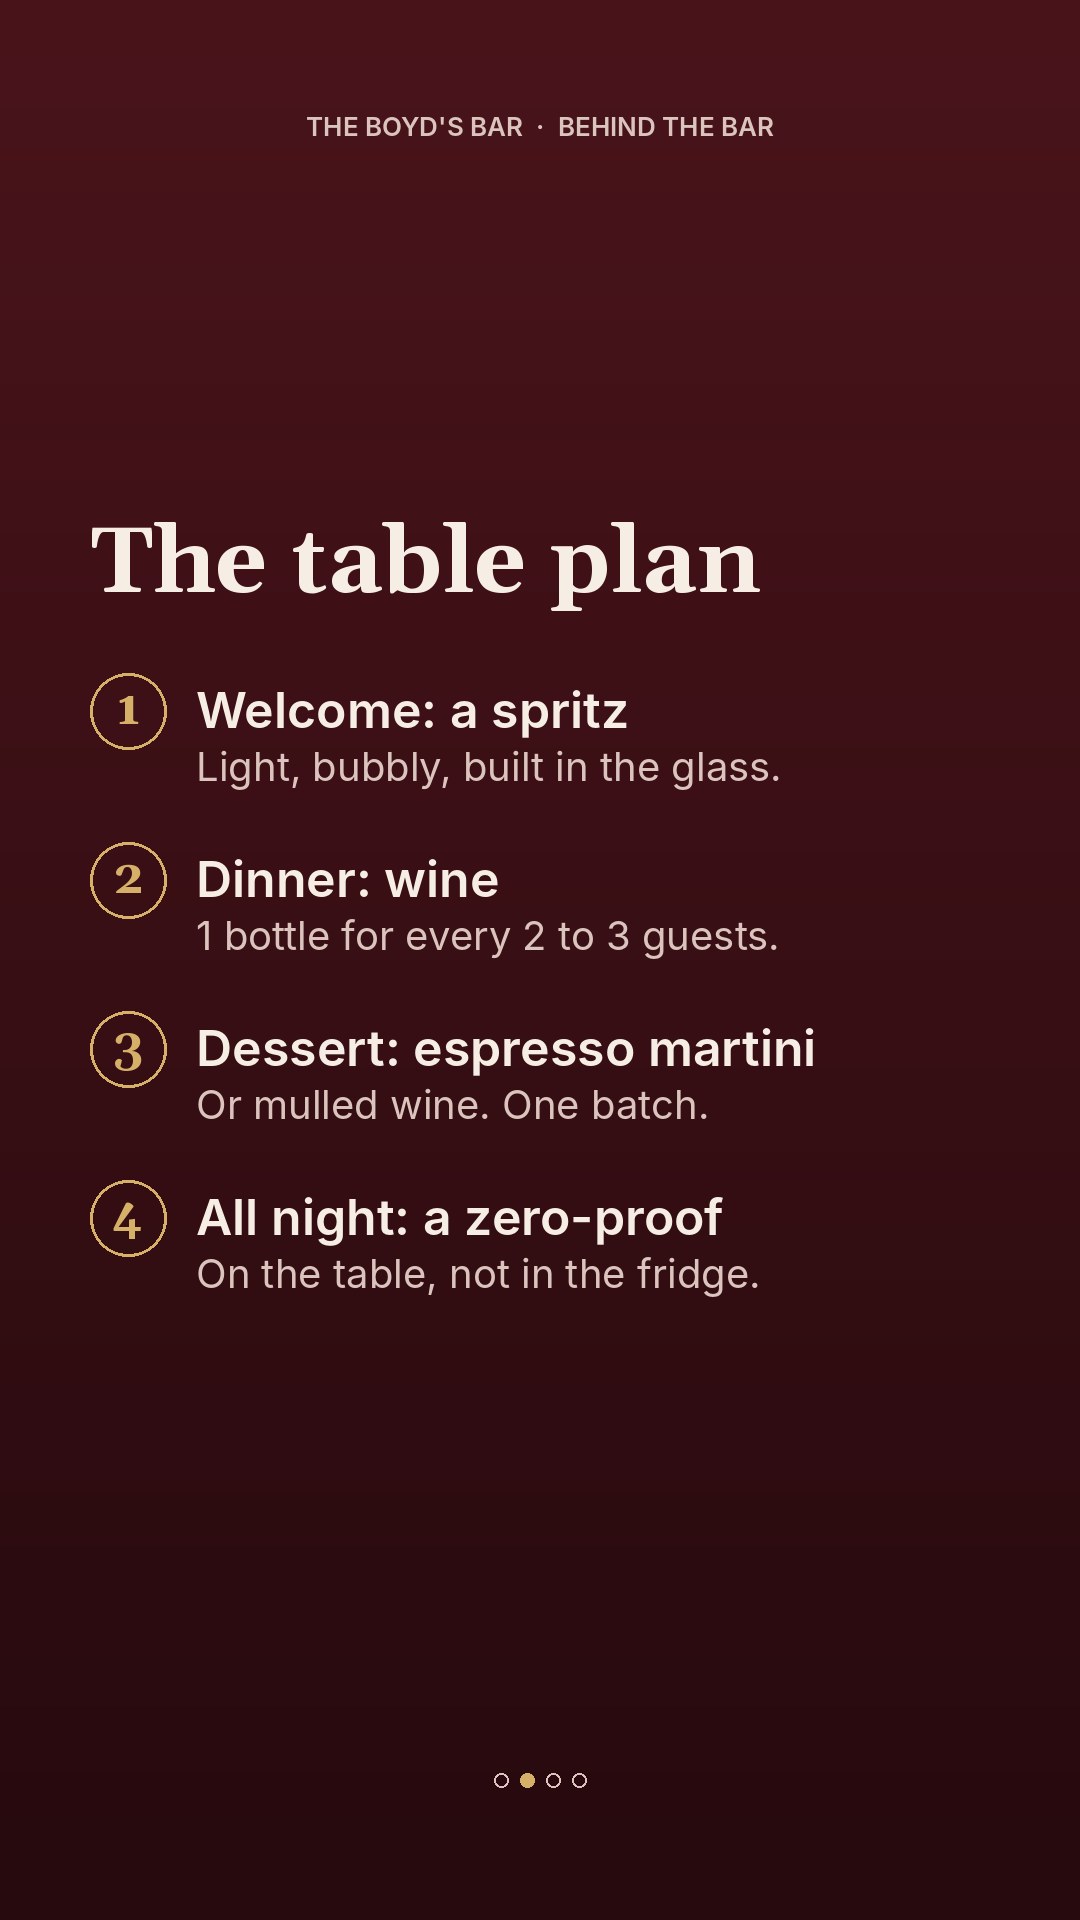 THE BOYD'S BAR · BEHIND THE BAR
The table plan
1 Welcome: a spritz
Light, bubbly, built in the glass.
2 Dinner: wine
1 bottle for every 2 to 3 guests.
3 Dessert: espresso martini
Or mulled wine. One batch.
4 All night: a zero-proof
On the table, not in the fridge.